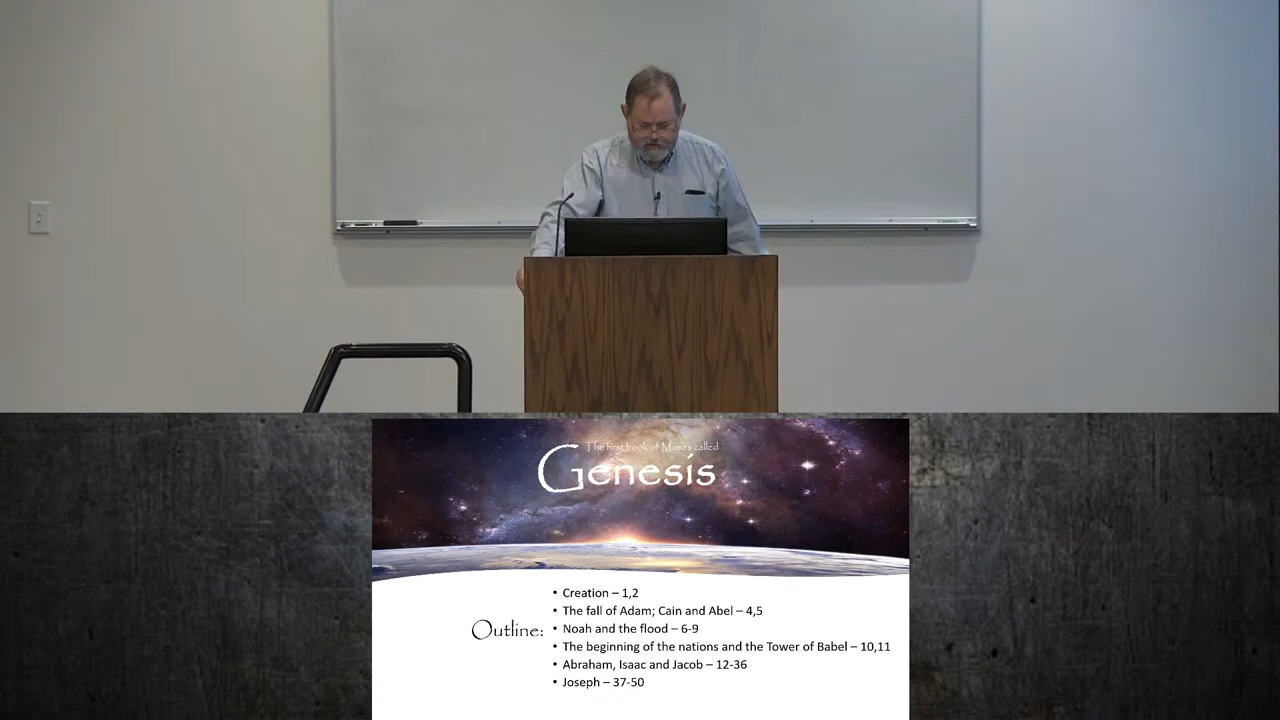 The first book of Moses called
Genesis
Outline:
• Creation – 1,2
• The fall of Adam; Cain and Abel – 4,5
• Noah and the flood – 6-9
• The beginning of the nations and the Tower of Babel – 10,11
• Abraham, Isaac and Jacob – 12-36
• Joseph – 37-50